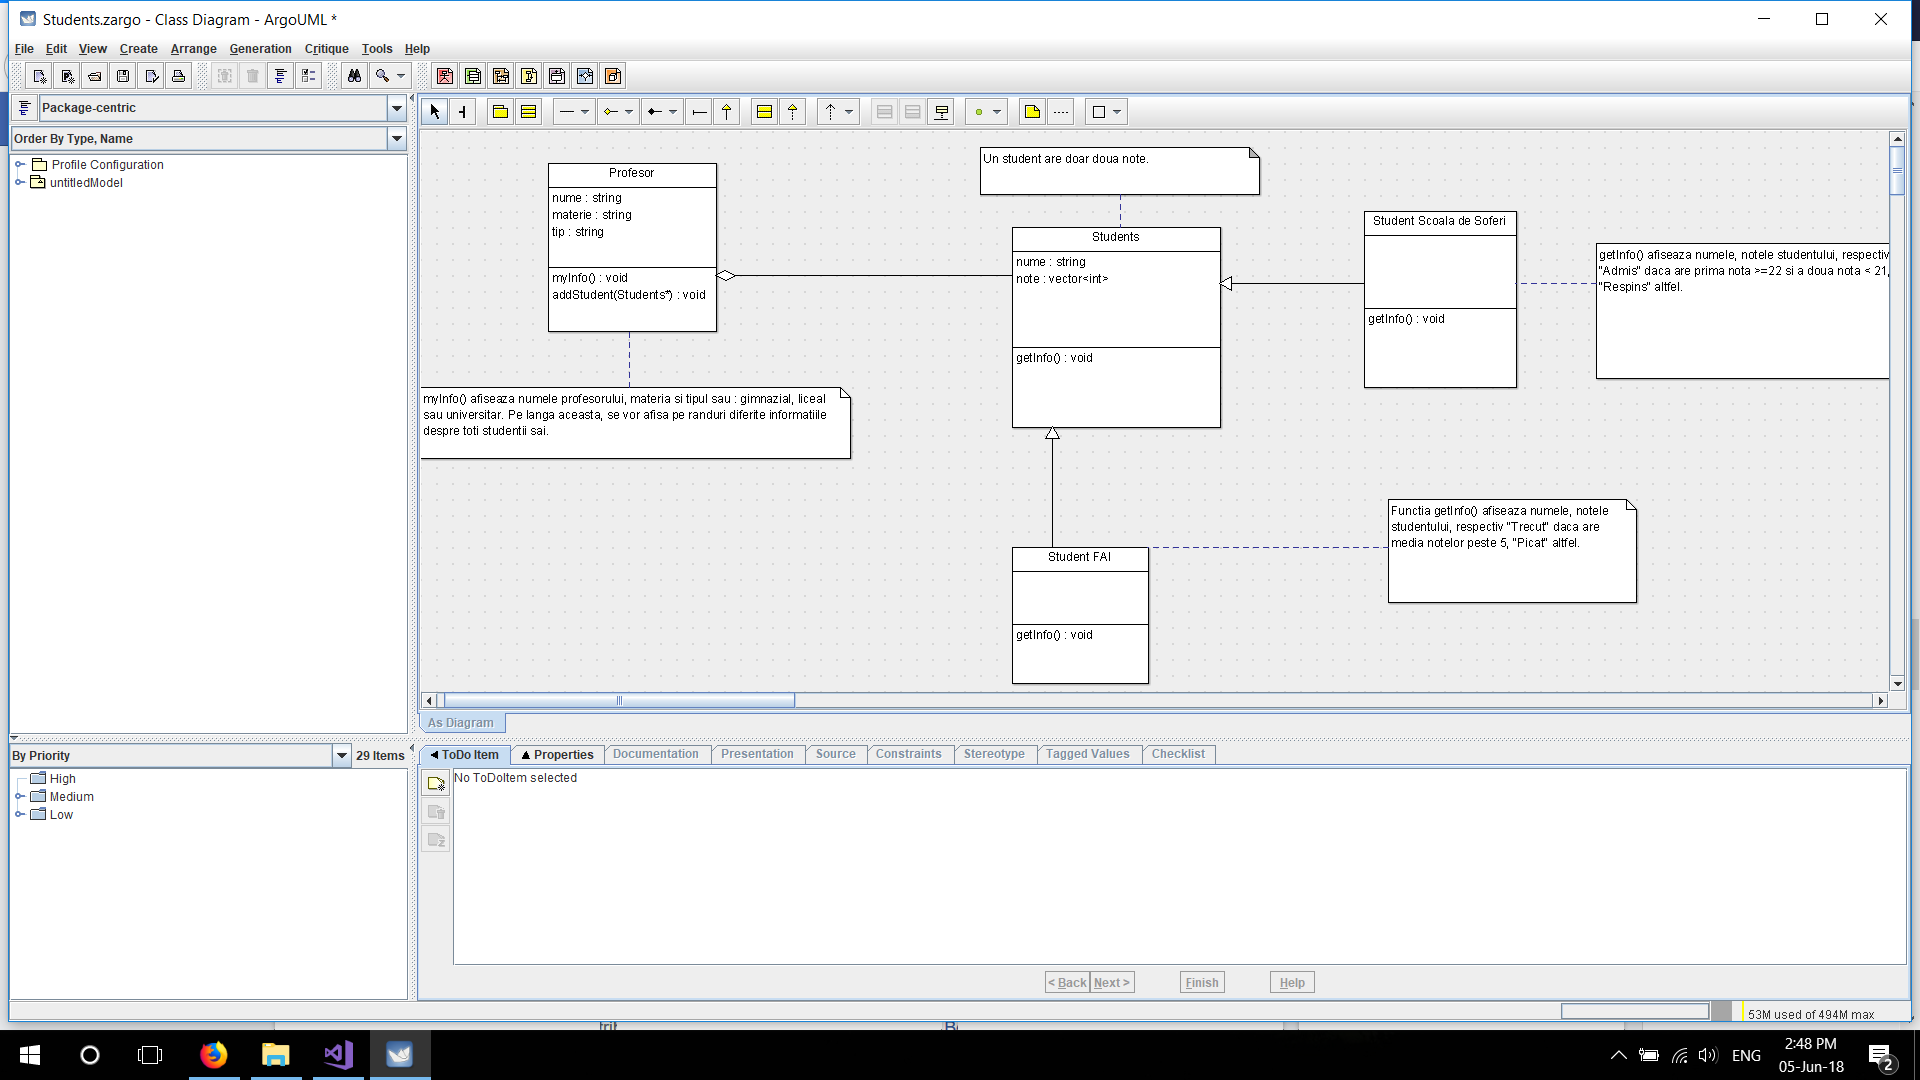 Students.zargo - Class Diagram - ArgoUML *
File Edit View Create Arrange Generation Critique Tools Help
Package-centric
Order By Type, Name
Profile Configuration
untitledModel
Profesor
nume : string
materie : string
tip : string
myInfo() : void
addStudent(Students*) : void
myInfo() afiseaza numele profesorului, materia si tipul sau : gimnazial, liceal
sau universitar. Pe langa aceasta, se vor afisa pe randuri diferite informatiile
despre toti studentii sai.
Un student are doar doua note.
Students
nume : string
note : vector<int>
getInfo() : void
Student Scoala de Soferi
getInfo() : void
getInfo() afiseaza numele, notele studentului, respectiv
"Admis" daca are prima nota >=22 si a doua nota < 21,
"Respins" altfel.
Student FAI
getInfo() : void
Functia getInfo() afiseaza numele, notele
studentului, respectiv "Trecut" daca are
media notelor peste 5, "Picat" altfel.
As Diagram
By Priority
29 Items
High
Medium
Low
ToDo Item Properties Documentation Presentation Source Constraints Stereotype Tagged Values Checklist
No ToDoItem selected
< Back Next > Finish Help
53M used of 494M max
ENG
2:48 PM
05-Jun-18
2